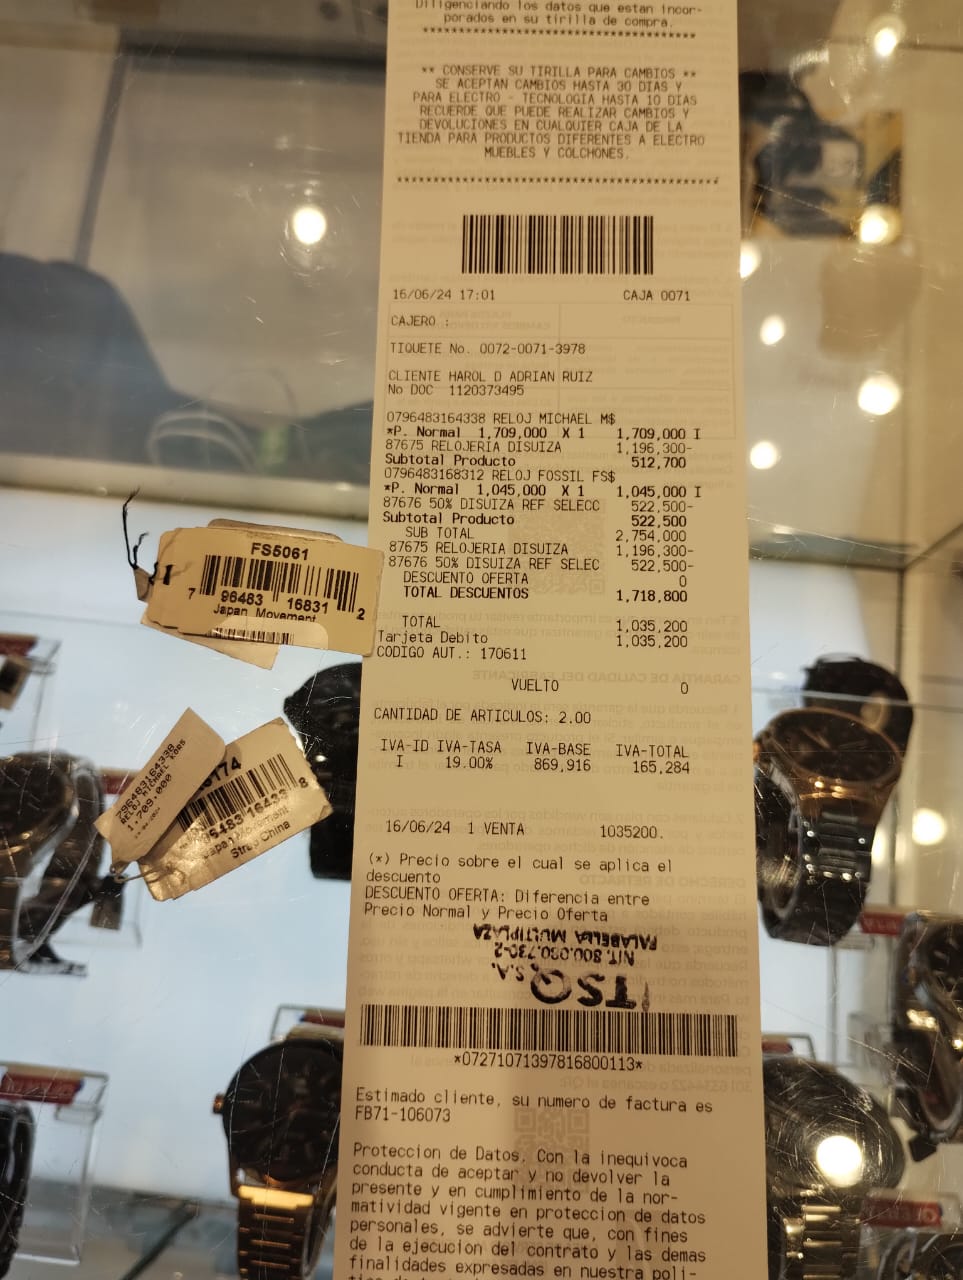 Diligenciando los datos que estan incor-
porados en su tirilla de compra.
****************************************
** CONSERVE SU TIRILLA PARA CAMBIOS **
SE ACEPTAN CAMBIOS HASTA 30 DIAS Y
PARA ELECTRO - TECNOLOGIA HASTA 10 DIAS
RECUERDE QUE PUEDE REALIZAR CAMBIOS Y
DEVOLUCIONES EN CUALQUIER CAJA DE LA
TIENDA PARA PRODUCTOS DIFERENTES A ELECTRO
MUEBLES Y COLCHONES.
****************************************
16/06/24 17:01 CAJA 0071
CAJERO :
TIQUETE No. 0072-0071-3978
CLIENTE HAROL D ADRIAN RUIZ
No DOC 1120373495
0796483164338 RELOJ MICHAEL M$
*P. Normal 1,709,000 X 1 1,709,000 I
87675 RELOJERIA DISUIZA 1,196,300-
Subtotal Producto 512,700
0796483168312 RELOJ FOSSIL FS$
*P. Normal 1,045,000 X 1 1,045,000 I
87676 50% DISUIZA REF SELECC 522,500-
Subtotal Producto 522,500
SUB TOTAL 2,754,000
87675 RELOJERIA DISUIZA 1,196,300-
87676 50% DISUIZA REF SELEC 522,500-
DESCUENTO OFERTA 0
TOTAL DESCUENTOS 1,718,800
TOTAL 1,035,200
Tarjeta Debito 1,035,200
CODIGO AUT.: 170611
VUELTO 0
CANTIDAD DE ARTICULOS: 2.00
IVA-ID IVA-TASA IVA-BASE IVA-TOTAL
I 19.00% 869,916 165,284
16/06/24 1 VENTA 1035200.
(*) Precio sobre el cual se aplica el
descuento
DESCUENTO OFERTA: Diferencia entre
Precio Normal y Precio Oferta
ITSQ S.A.
NIT. 800.030.730-2
FALABELLA MULTIPLAZA
*07271071397816800113*
Estimado cliente, su numero de factura es
FB71-106073
Proteccion de Datos. Con la inequivoca
conducta de aceptar y no devolver la
presente y en cumplimiento de la nor-
matividad vigente en proteccion de datos
personales, se advierte que, con fines
de la ejecucion del contrato y las demas
finalidades expresadas en nuestra poli-
FS5061
7 96483 16831 2
Japan Movement
796483164338
RELOJ MICHAEL KORS
1.709.000
Japan Movement
Strap China